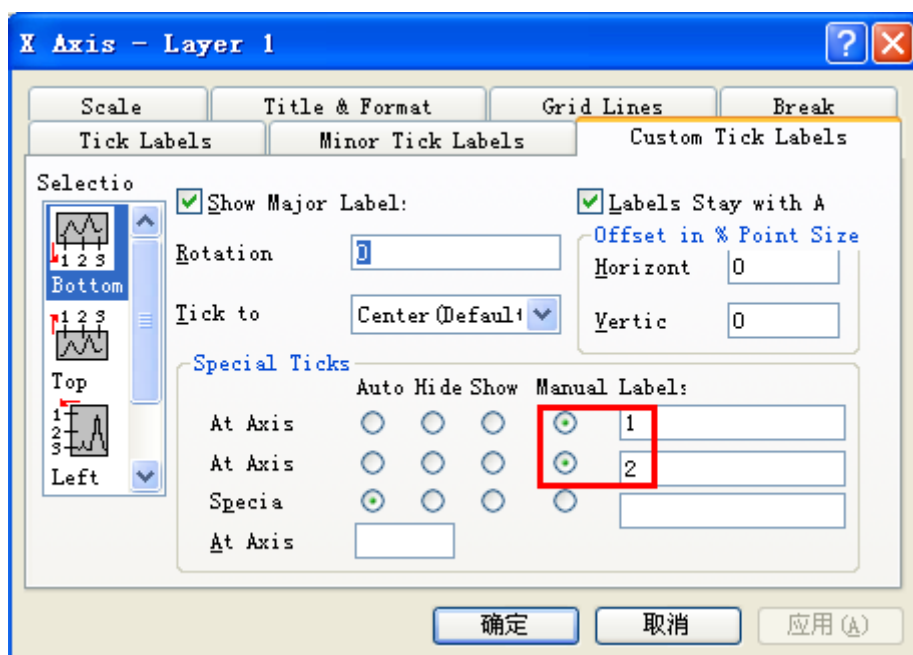 X Axis - Layer 1
Scale Title & Format Grid Lines Break
Tick Labels Minor Tick Labels Custom Tick Labels
Selectio
Show Major Label:
Labels Stay with A
Offset in % Point Size
Rotation 0
Horizont 0
Tick to Center(Default
Vertic 0
1 2 3
Bottom
1 2 3
Top
1
2
3
Left
Special Ticks
Auto Hide Show Manual Labels
At Axis 1
At Axis 2
Specia
At Axis
确定 取消 应用(A)